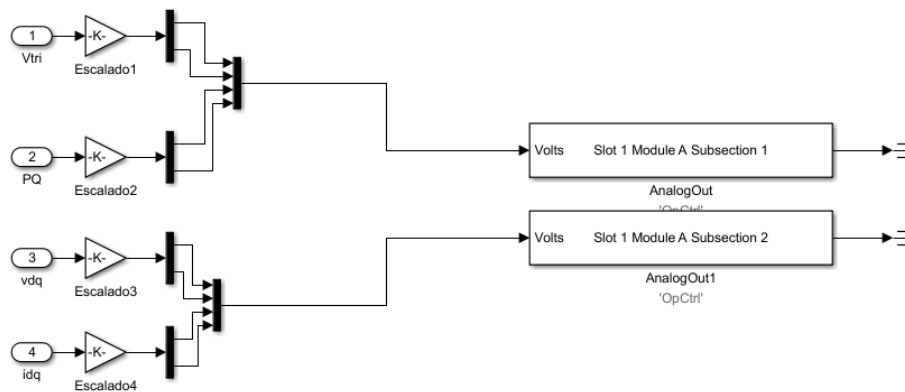 1
-K-
Vtri
Escalado1
2
-K-
PQ
Escalado2
Volts Slot 1 Module A Subsection 1
AnalogOut
'OpCtrl'
3
-K-
vdq
Escalado3
Volts Slot 1 Module A Subsection 2
AnalogOut1
'OpCtrl'
4
-K-
idq
Escalado4